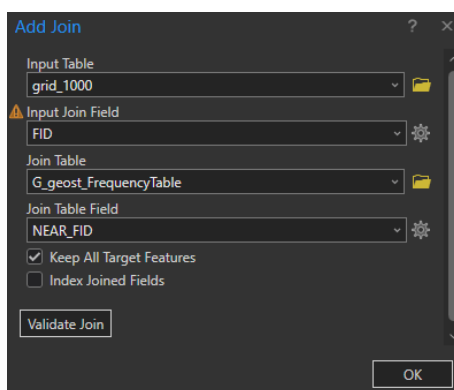 Add Join
?
×
Input Table
grid_1000
Input Join Field
FID
Join Table
G_geost_FrequencyTable
Join Table Field
NEAR_FID
Keep All Target Features
Index Joined Fields
Validate Join
OK